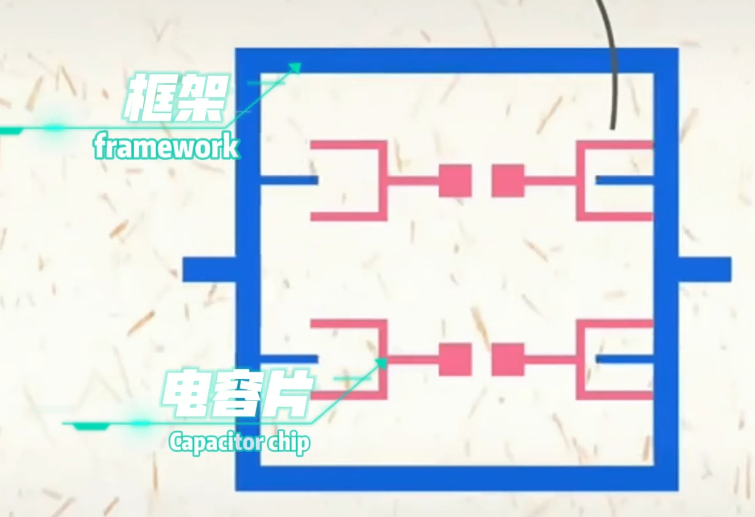 框架
framework
电容片
Capacitor chip